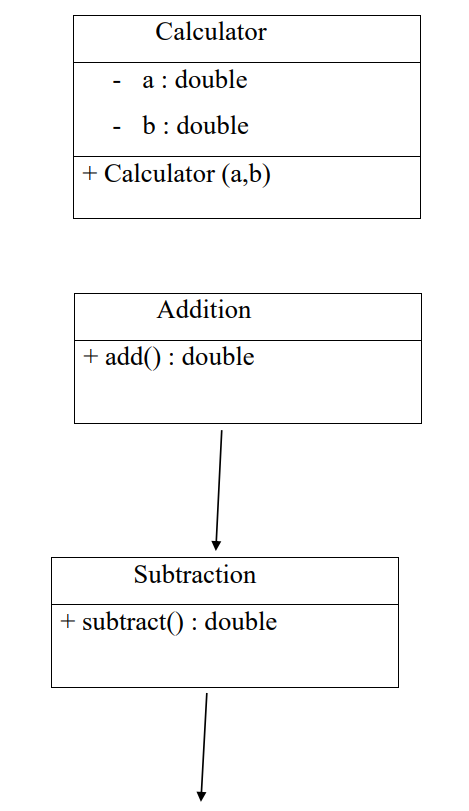 Calculator
- a : double
- b : double
+ Calculator (a,b)
Addition
+ add() : double
Subtraction
+ subtract() : double